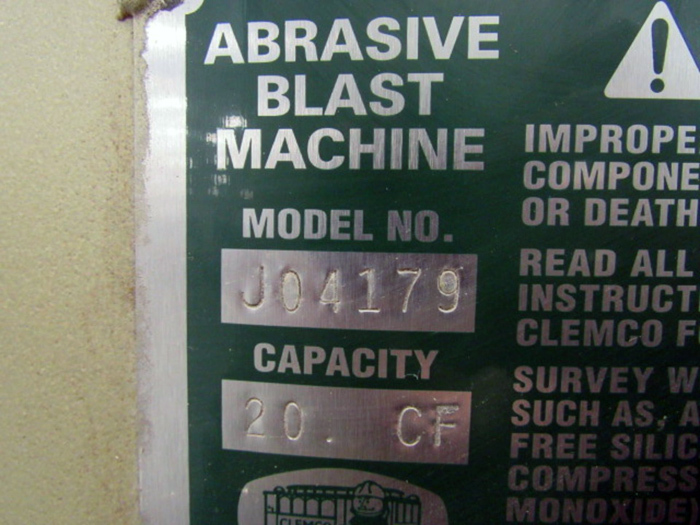 ABRASIVE
BLAST
MACHINE
MODEL NO.
J04179
CAPACITY
20. CF
CLEMCO
IMPROPE
COMPONE
OR DEATH
READ ALL
INSTRUCT
CLEMCO F
SURVEY W
SUCH AS, A
FREE SILIC
COMPRESS
MONOXIDE